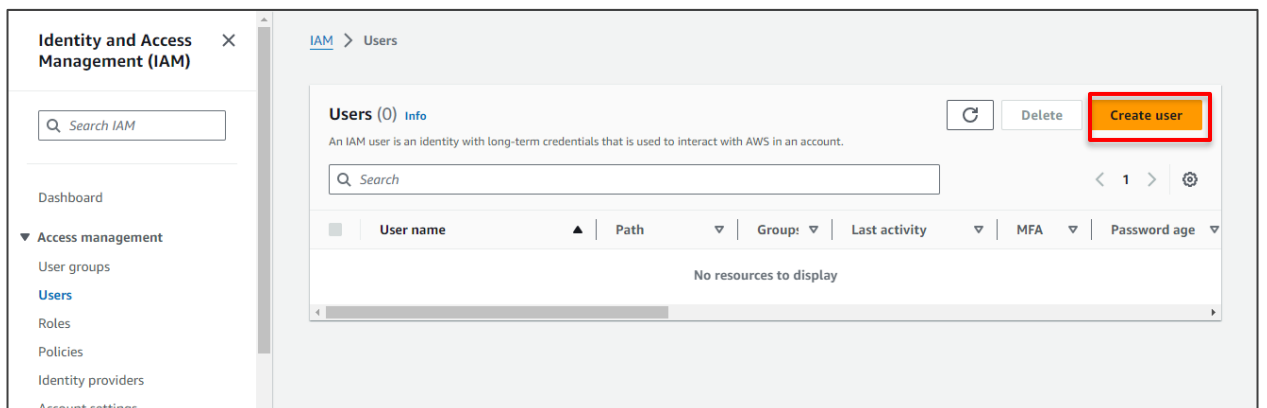 Identity and Access
Management (IAM)
Search IAM
Dashboard
Access management
User groups
Users
Roles
Policies
Identity providers
Account settings
IAM > Users
Users (0) Info
Delete
Create user
An IAM user is an identity with long-term credentials that is used to interact with AWS in an account.
Search
1
User name Path Groups Last activity MFA Password age
No resources to display